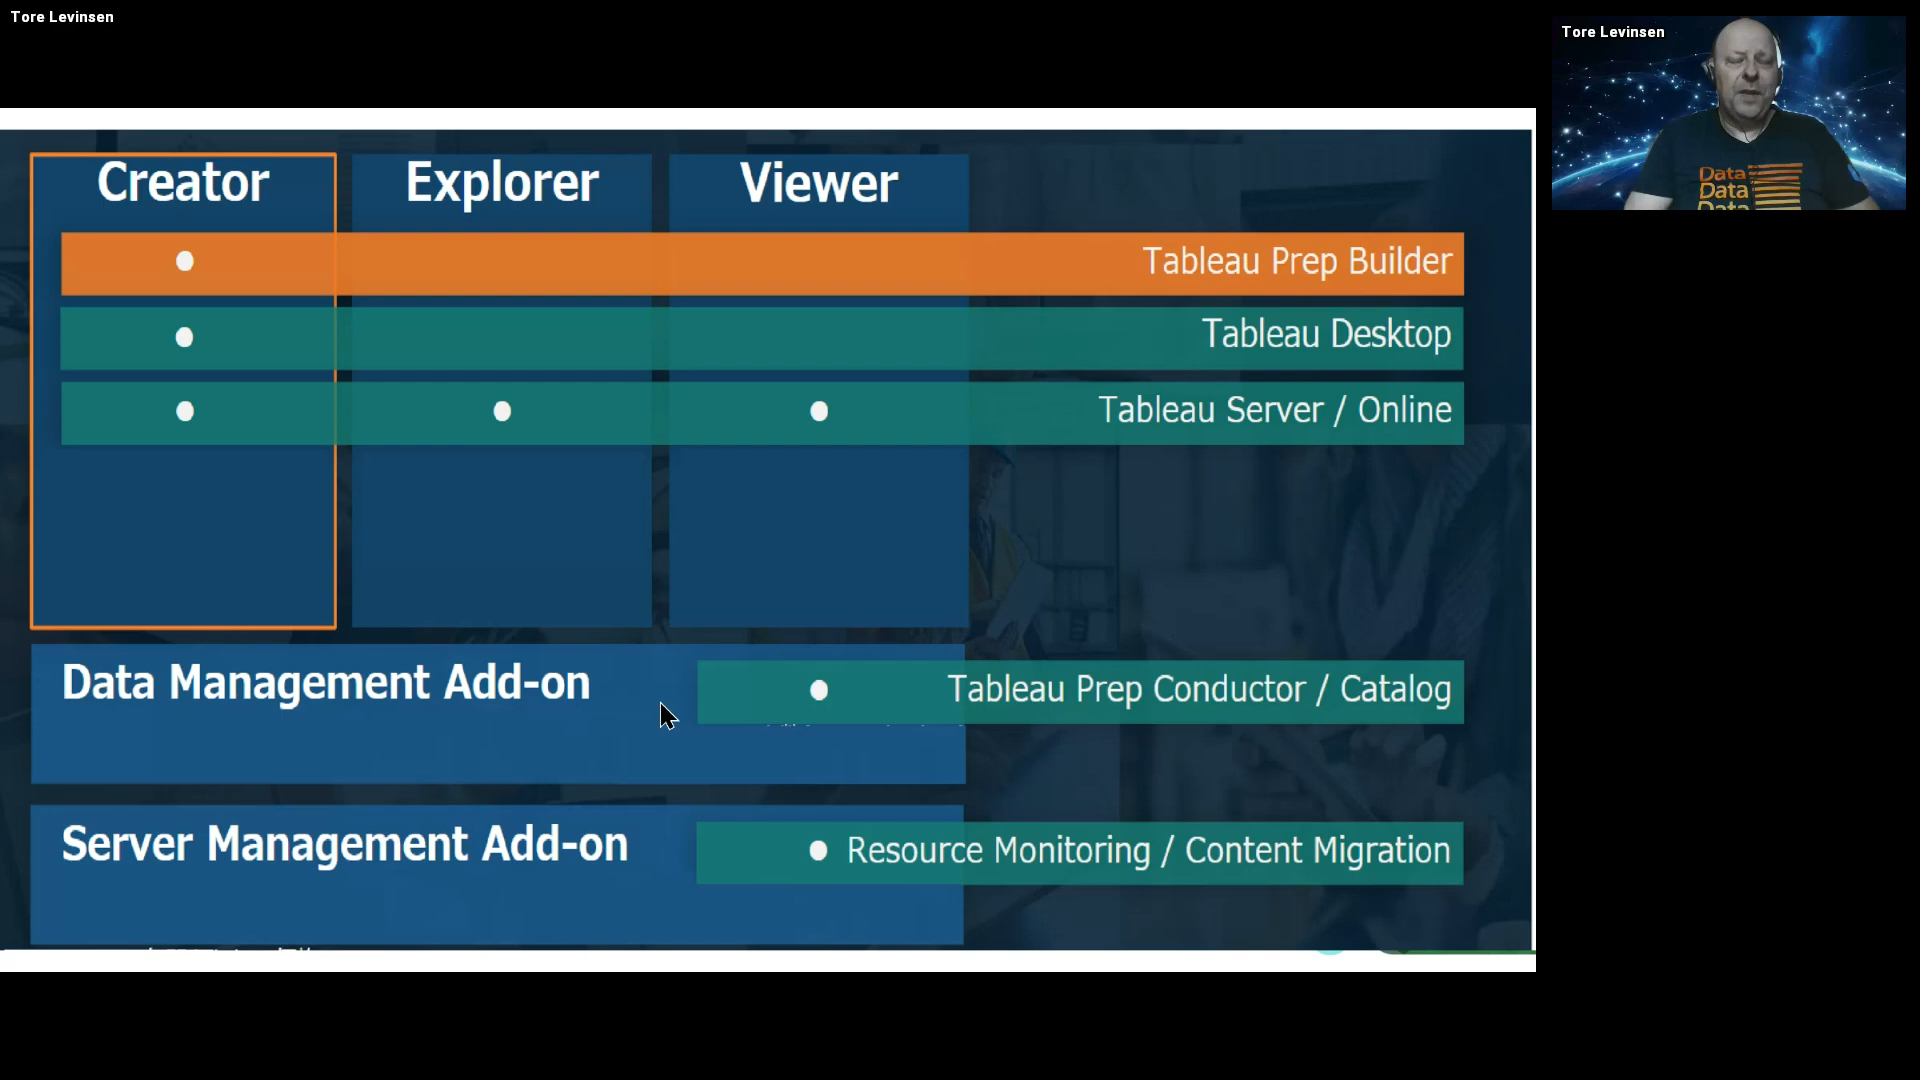 Tore Levinsen
Tore Levinsen
Data
Data
Data
Creator
Explorer
Viewer
Tableau Prep Builder
Tableau Desktop
Tableau Server / Online
Data Management Add-on
Tableau Prep Conductor / Catalog
Server Management Add-on
Resource Monitoring / Content Migration